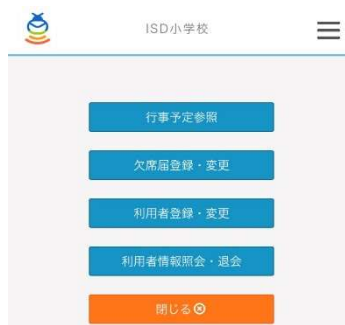 ISD小学校
行事予定参照
欠席届登録・変更
利用者登録・変更
利用者情報照会・退会
閉じる